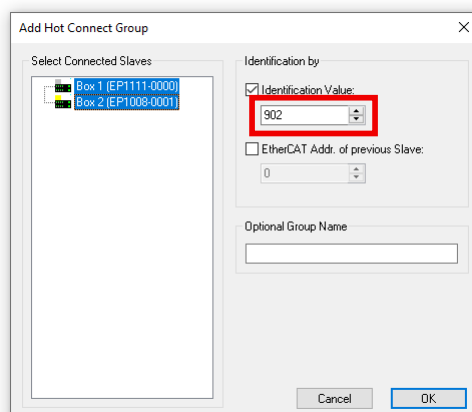 Add Hot Connect Group
Select Connected Slaves
Box 1 (EP1111-0000)
Box 2 (EP1008-0001)
Identification by
Identification Value:
902
EtherCAT Addr. of previous Slave:
0
Optional Group Name
Cancel
OK